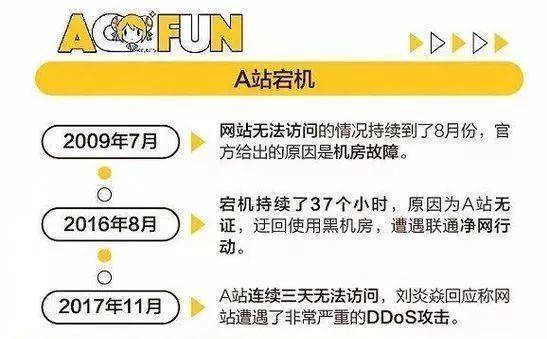 ACFUN
A站宕机
2009年7月
网站无法访问的情况持续到了8月份，官
方给出的原因是机房故障。
2016年8月
宕机持续了37个小时，原因为A站无
证，迂回使用黑机房，遭遇联通净网行
动。
2017年11月
A站连续三天无法访问，刘炎焱回应称网
站遭遇了非常严重的DDoS攻击。